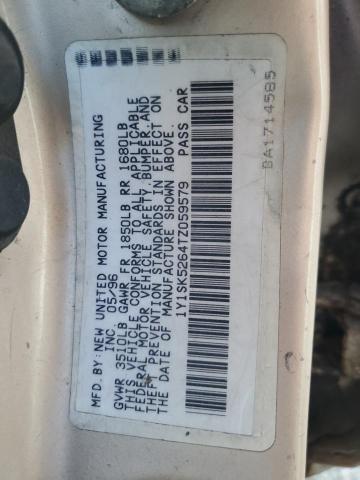 MFD.BY:NEW UNITED MOTOR MANUFACTURING
INC. 05/96
GVWR 3510LB GAWR FR 1850LB RR 1680LB
THIS VEHICLE CONFORMS TO ALL APPLICABLE
FEDERAL MOTOR VEHICLE SAFETY,BUMPER,AND
THEFT PREVENTION STANDARDS IN EFFECT ON
THE DATE OF MANUFACTURE SHOWN ABOVE.
1Y1SK5264TZ059579 PASS CAR
BA1714585